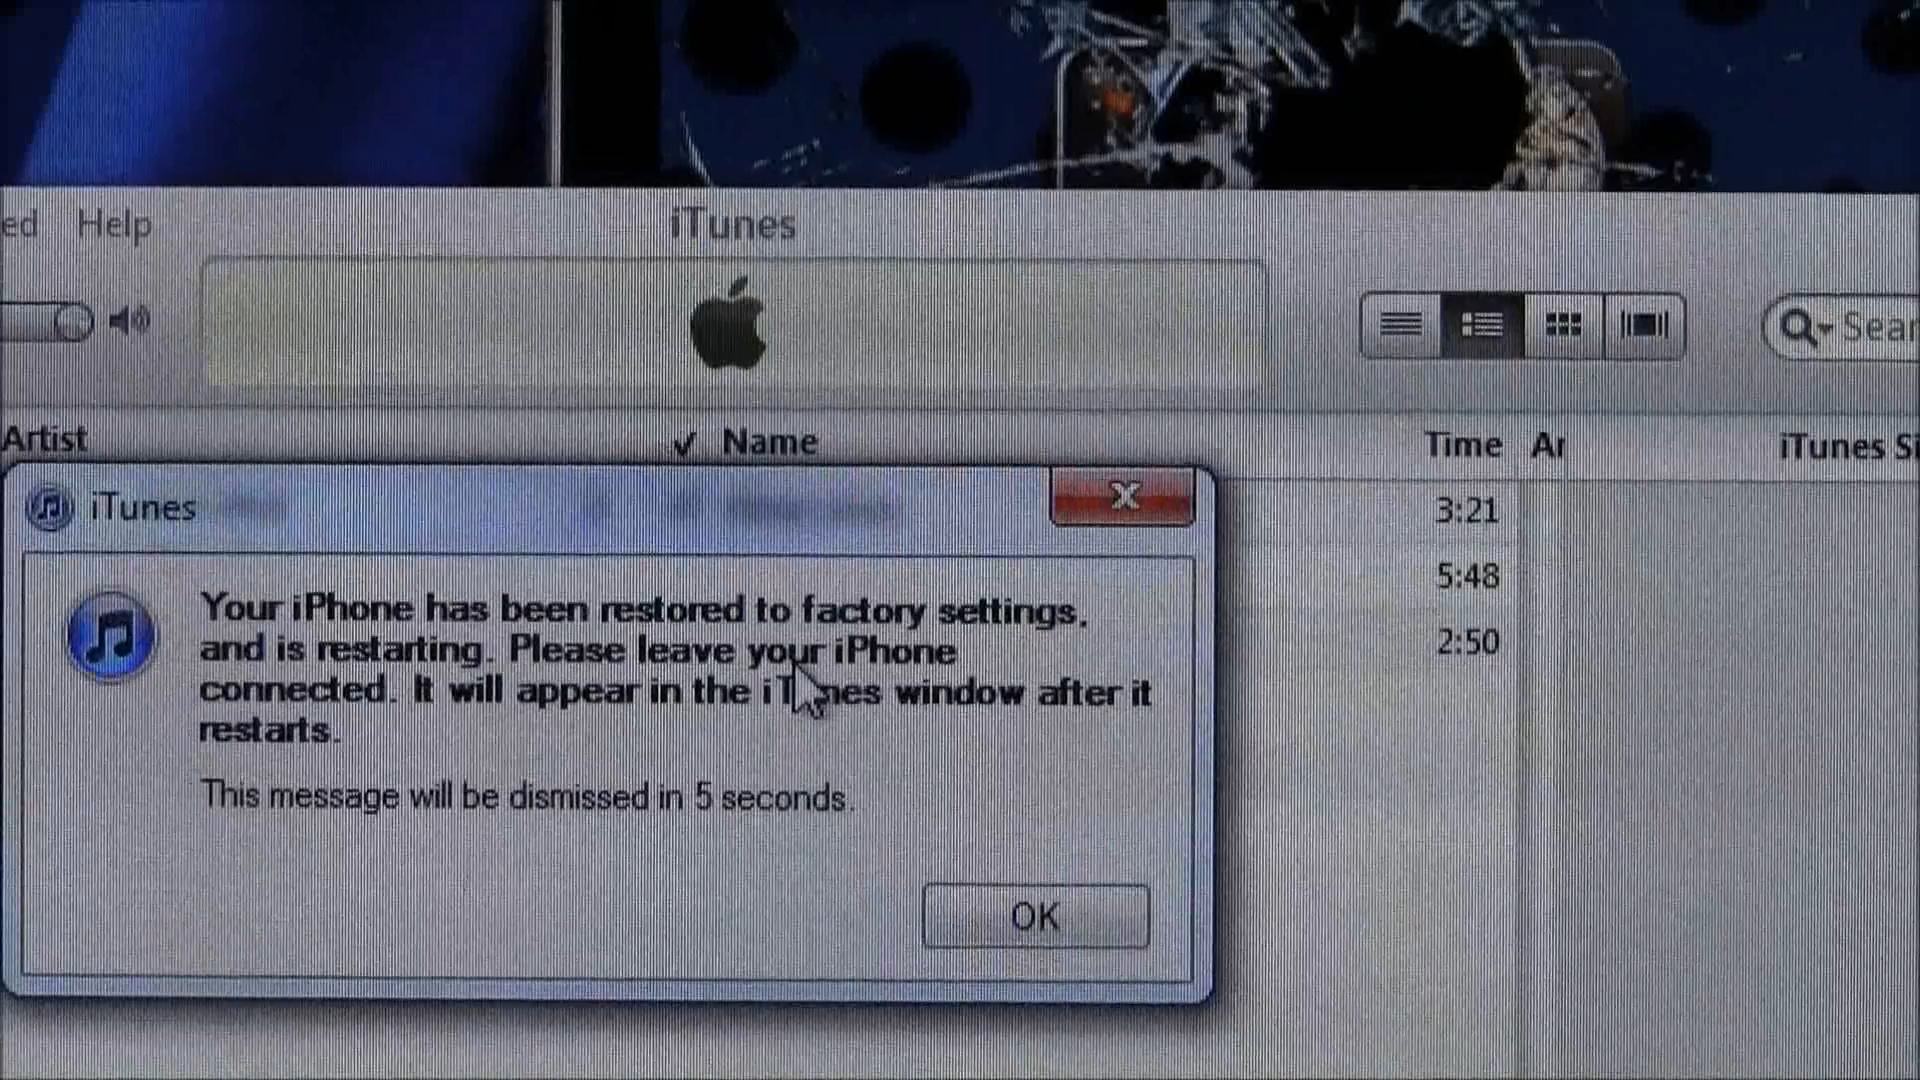 ed Help
iTunes
Sear
Artist
✓ Name
Time Ar
iTunes Si
iTunes
X
3:21
5:48
2:50
Your iPhone has been restored to factory settings,
and is restarting. Please leave your iPhone
connected. It will appear in the iTunes window after it
restarts.
This message will be dismissed in 5 seconds.
OK